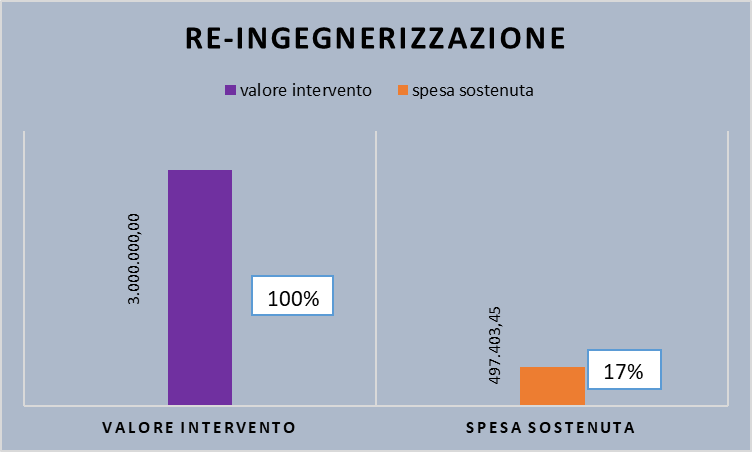 RE-INGEGNERIZZAZIONE
valore intervento spesa sostenuta
3.000.000,00
100%
497.403,45
17%
VALORE INTERVENTO SPESA SOSTENUTA